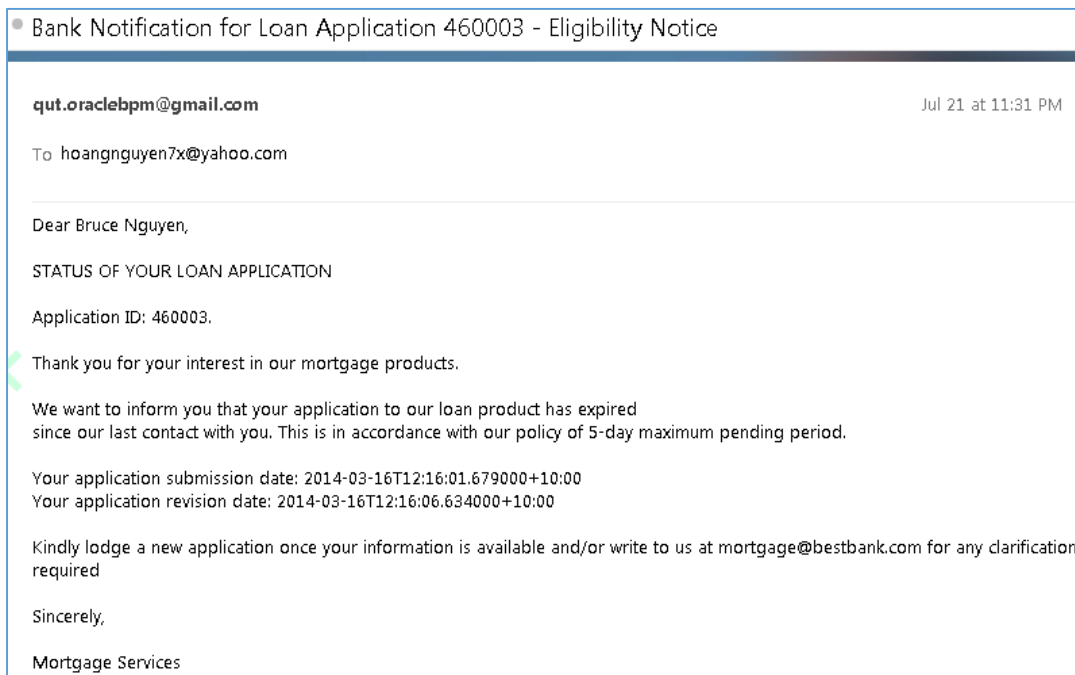 Bank Notification for Loan Application 460003 - Eligibility Notice
qut.oraclebpm@gmail.com Jul 21 at 11:31 PM
To hoangnguyen7x@yahoo.com
Dear Bruce Nguyen,
STATUS OF YOUR LOAN APPLICATION
Application ID: 460003.
Thank you for your interest in our mortgage products.
We want to inform you that your application to our loan product has expired
since our last contact with you. This is in accordance with our policy of 5-day maximum pending period.
Your application submission date: 2014-03-16T12:16:01.679000+10:00
Your application revision date: 2014-03-16T12:16:06.634000+10:00
Kindly lodge a new application once your information is available and/or write to us at mortgage@bestbank.com for any clarification
required
Sincerely,
Mortgage Services